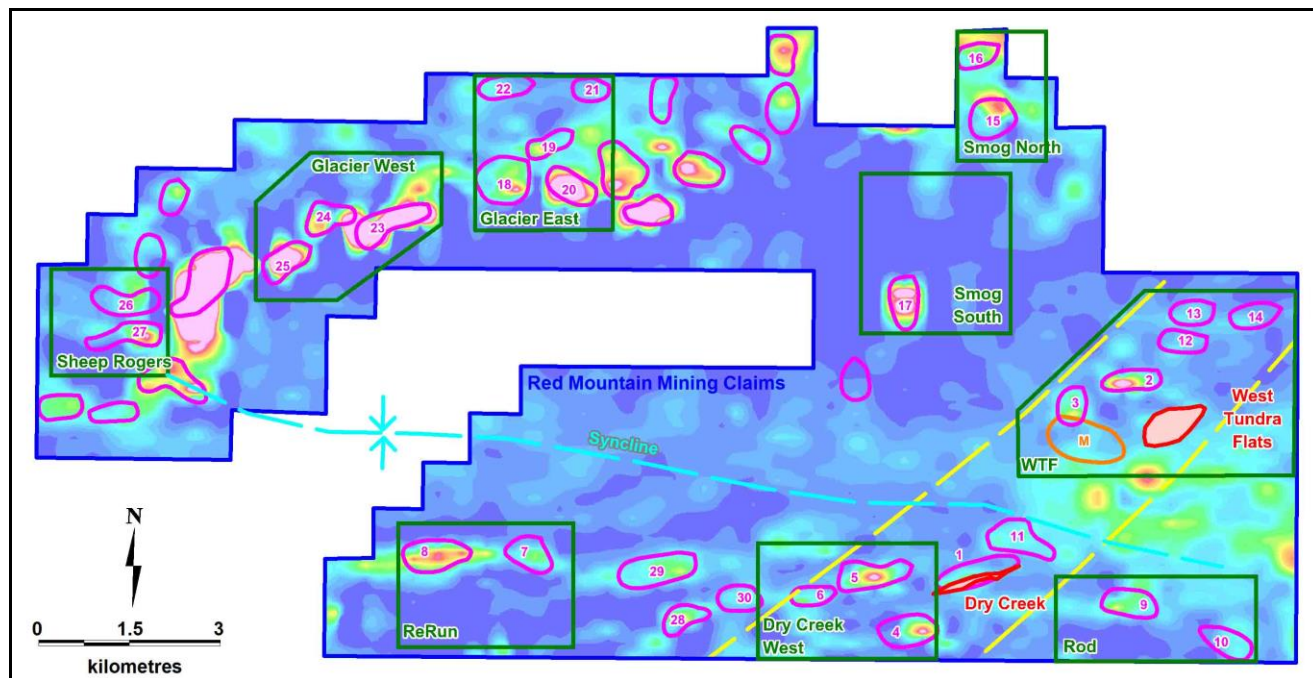 16
22
21
15
Smog North
Glacier West
19
18
20
Glacier East
24
23
25
17
Smog
South
26
27
Sheep Rogers
13
14
12
2
3
M
West
Tundra
Flats
WTF
Red Mountain Mining Claims
Syncline
N
0 1.5 3
kilometres
8
7
ReRun
29
30
28
5
6
4
Dry Creek
West
1
11
Dry Creek
9
10
Rod